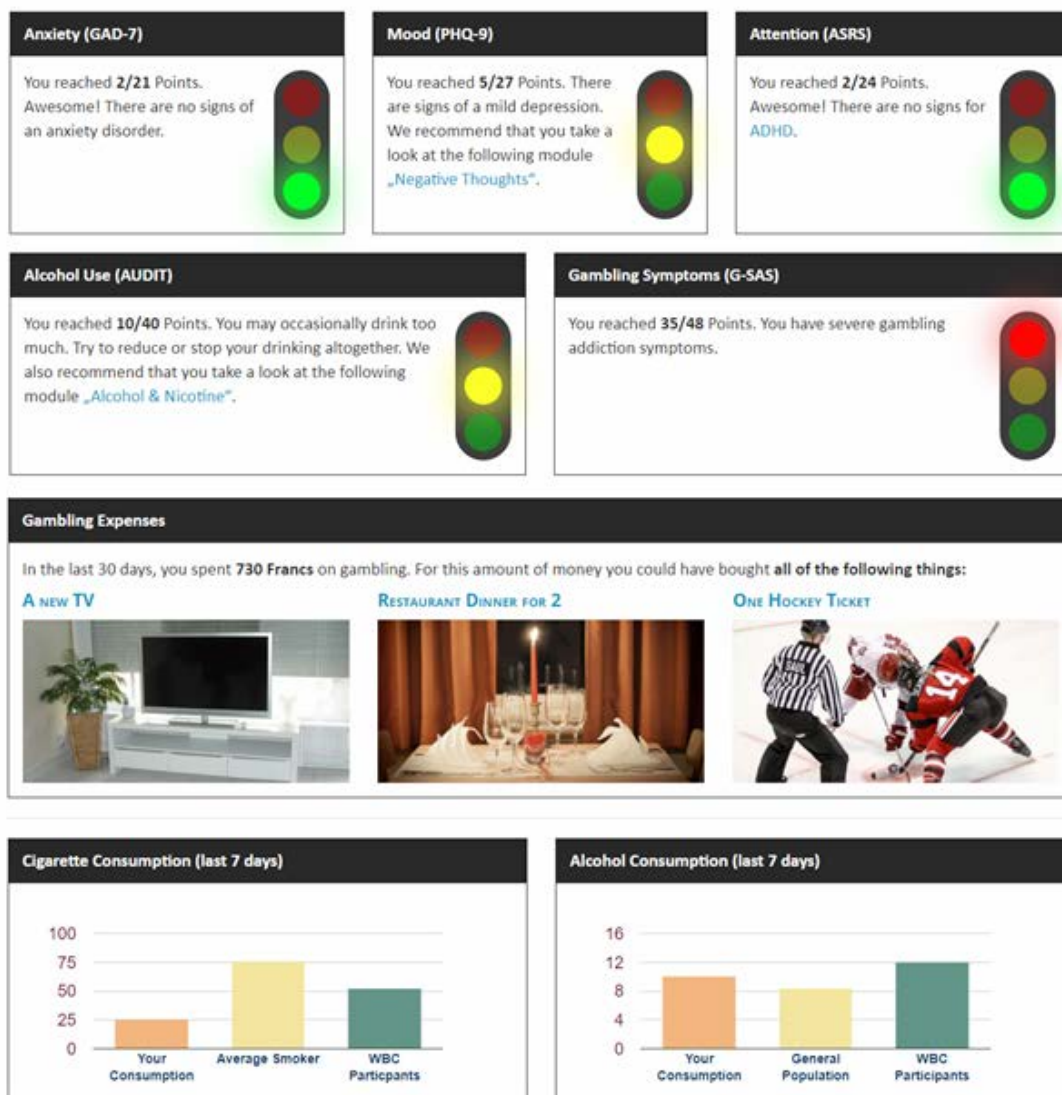 Anxiety (GAD-7)
You reached 2/21 Points.
Awesome! There are no signs of
an anxiety disorder.
Mood (PHQ-9)
You reached 5/27 Points. There
are signs of a mild depression.
We recommend that you take a
look at the following module
„Negative Thoughts“.
Attention (ASRS)
You reached 2/24 Points.
Awesome! There are no signs for
ADHD.
Alcohol Use (AUDIT)
You reached 10/40 Points. You may occasionally drink too
much. Try to reduce or stop your drinking altogether. We
also recommend that you take a look at the following
module „Alcohol & Nicotine“.
Gambling Symptoms (G-SAS)
You reached 35/48 Points. You have severe gambling
addiction symptoms.
Gambling Expenses
In the last 30 days, you spent 730 Francs on gambling. For this amount of money you could have bought all of the following things:
A NEW TV
RESTAURANT DINNER FOR 2
ONE HOCKEY TICKET
14
Cigarette Consumption (last 7 days)
100
75
50
25
0
Your
Consumption
Average Smoker
WBC
Particpants
Alcohol Consumption (last 7 days)
16
12
8
4
0
Your
Consumption
General
Population
WBC
Participants